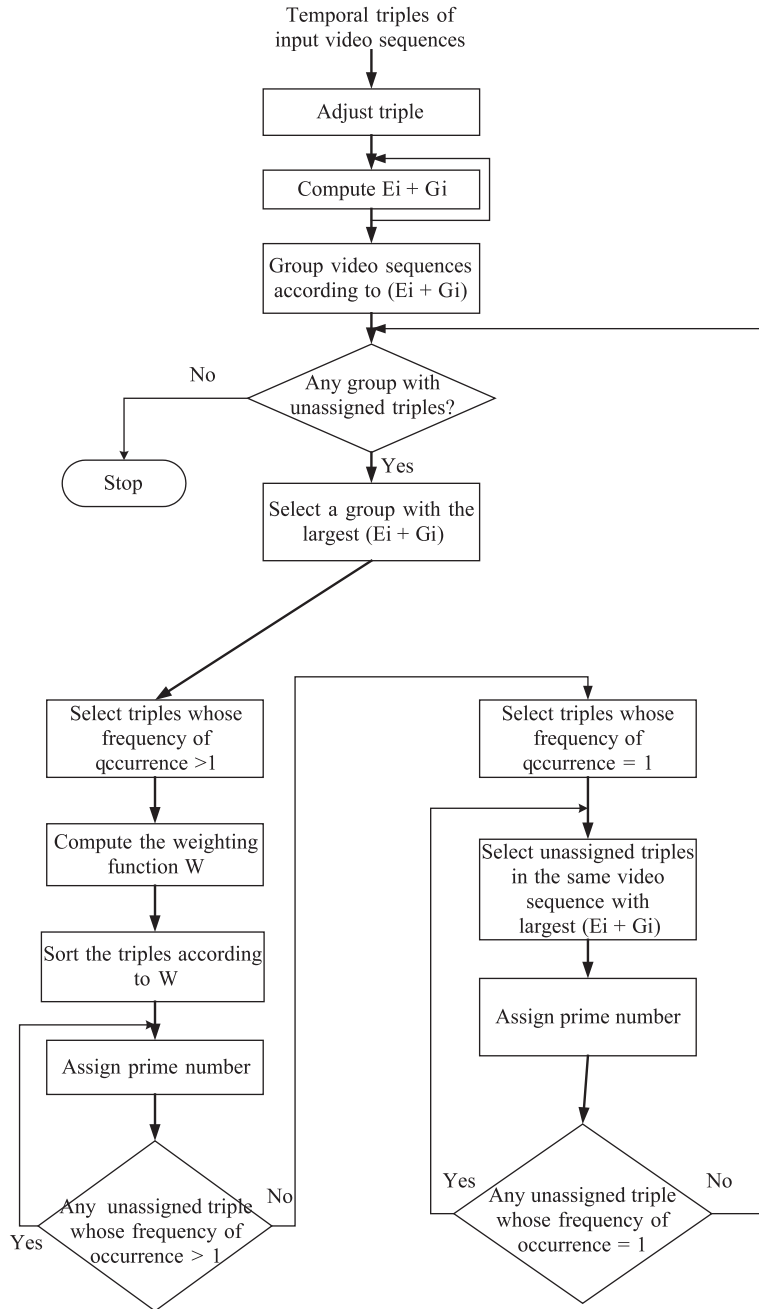 Temporal triples of
input video sequences
Adjust triple
Compute Ei + Gi
Group video sequences
according to (Ei + Gi)
No
Any group with
unassigned triples?
Yes
Stop
Select a group with the
largest (Ei + Gi)
Select triples whose
frequency of
qccurrence >1
Compute the weighting
function W
Sort the triples according
to W
Assign prime number
Any unassigned triple
whose frequency of
occurrence > 1
No
Yes
Select triples whose
frequency of
qccurrence = 1
Select unassigned triples
in the same video
sequence with
largest (Ei + Gi)
Assign prime number
Yes
Any unassigned triple
whose frequency of
occurrence = 1
No